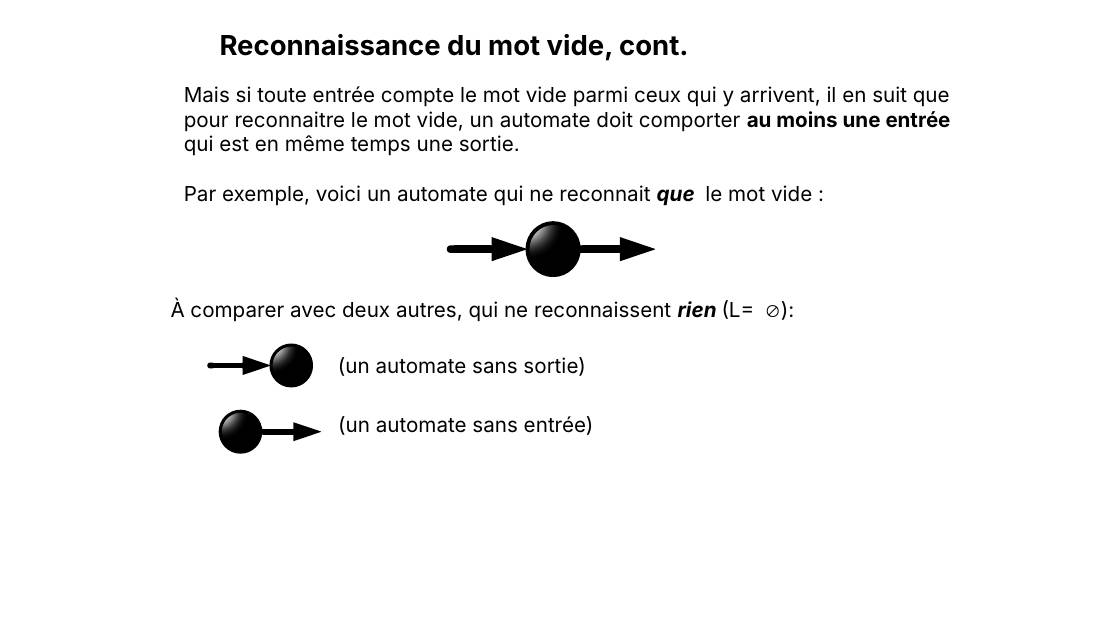 Reconnaissance du mot vide, cont.
Mais si toute entrée compte le mot vide parmi ceux qui y arrivent, il en suit que
pour reconnaitre le mot vide, un automate doit comporter au moins une entrée
qui est en même temps une sortie.
Par exemple, voici un automate qui ne reconnait que le mot vide :
À comparer avec deux autres, qui ne reconnaissent rien (L= ∅):
(un automate sans sortie)
(un automate sans entrée)